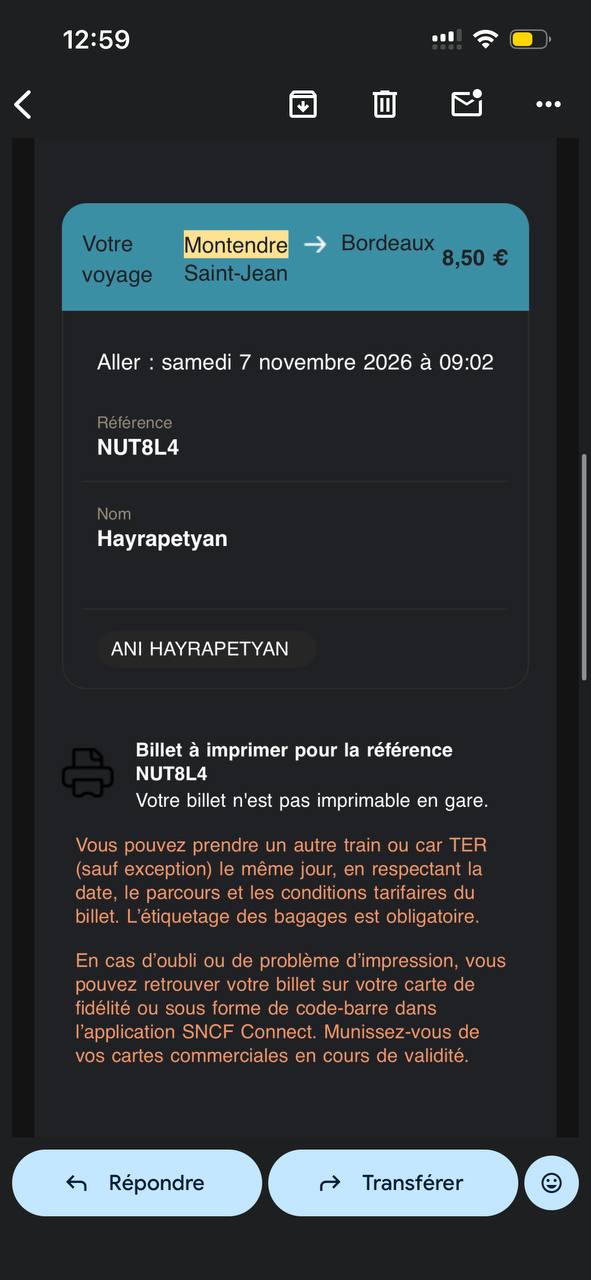 12:59
Votre voyage
Montendre → Bordeaux Saint-Jean
8,50 €
Aller : samedi 7 novembre 2026 à 09:02
Référence
NUT8L4
Nom
Hayrapetyan
ANI HAYRAPETYAN
Billet à imprimer pour la référence
NUT8L4
Votre billet n'est pas imprimable en gare.
Vous pouvez prendre un autre train ou car TER
(sauf exception) le même jour, en respectant la
date, le parcours et les conditions tarifaires du
billet. L’étiquetage des bagages est obligatoire.
En cas d’oubli ou de problème d’impression, vous
pouvez retrouver votre billet sur votre carte de
fidélité ou sous forme de code-barre dans
l’application SNCF Connect. Munissez-vous de
vos cartes commerciales en cours de validité.
Répondre
Transférer